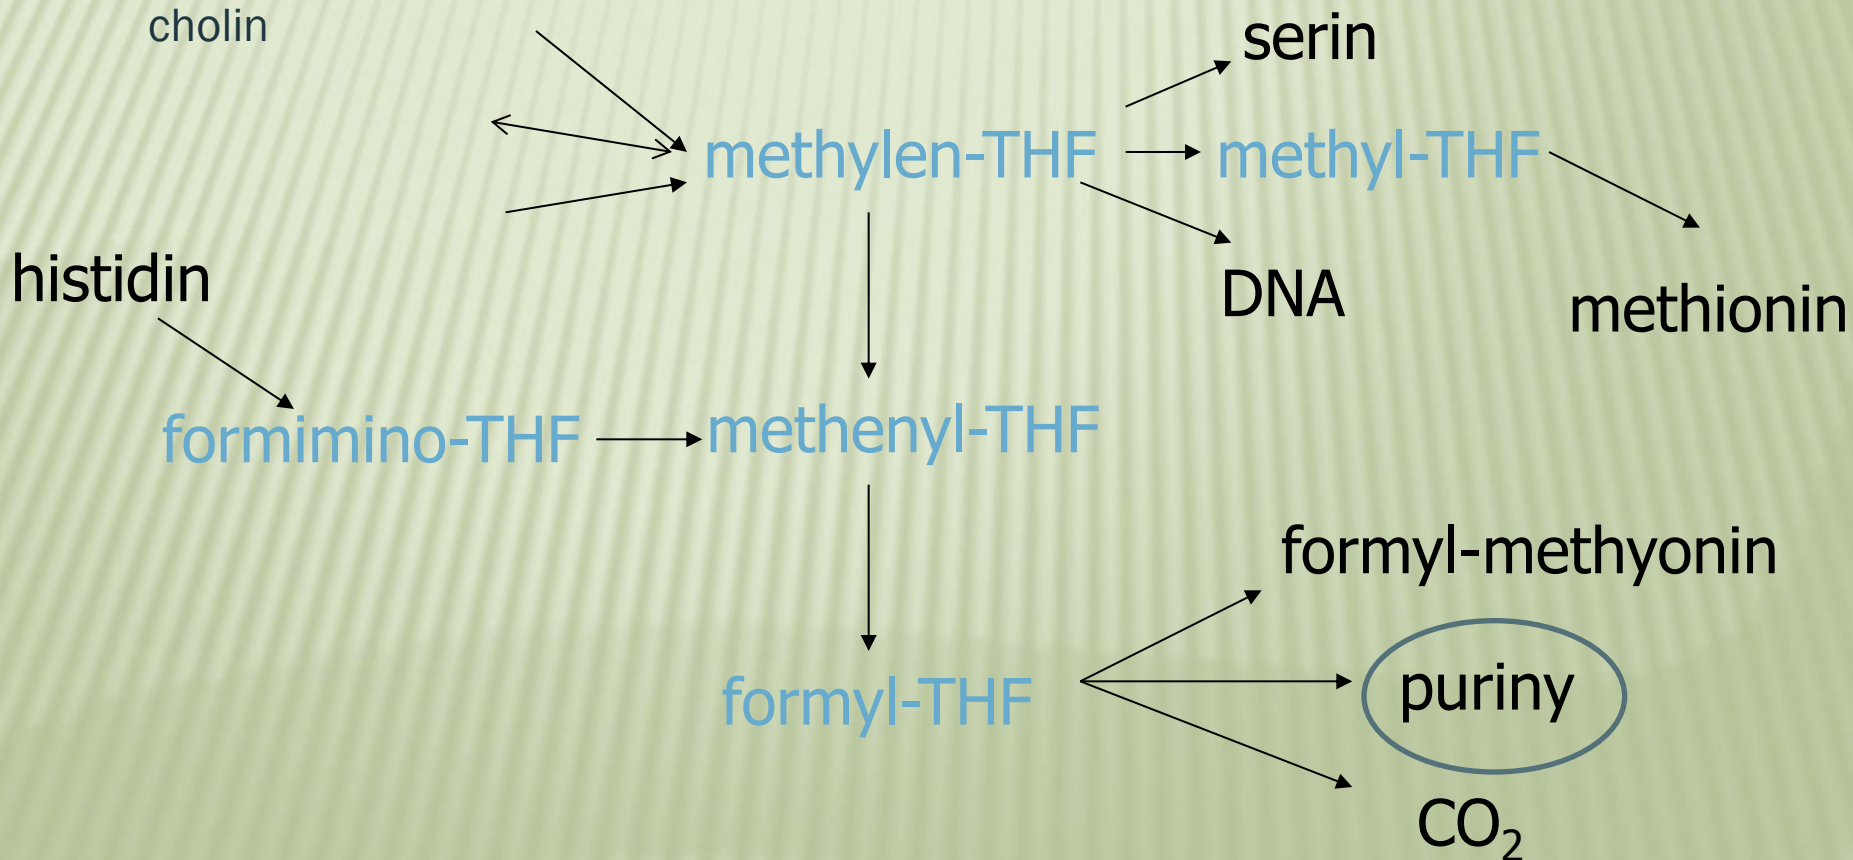 cholin
serin
methylen-THF
methyl-THF
histidin
DNA
methionin
formimino-THF
methenyl-THF
formyl-methyonin
formyl-THF
puriny
CO₂